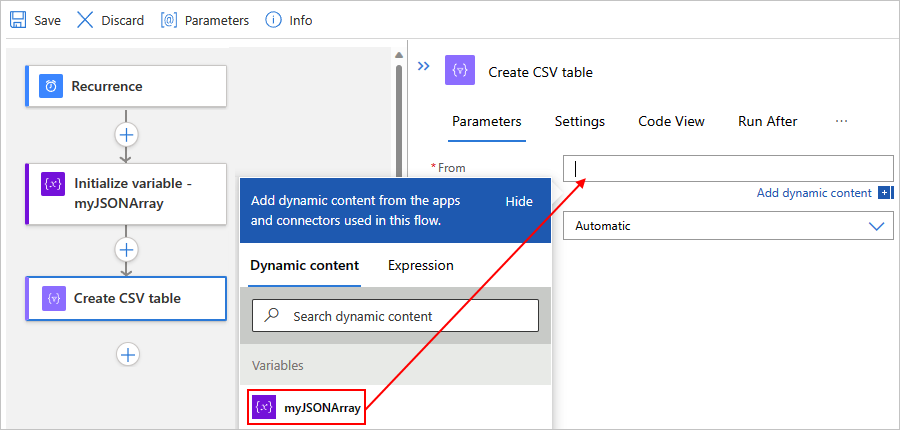 Save Discard Parameters Info
Recurrence
Initialize variable -
myJSONArray
Create CSV table
Create CSV table
Parameters Settings Code View Run After ...
*From
Add dynamic content
Automatic
Add dynamic content from the apps
and connectors used in this flow.
Hide
Dynamic content Expression
Search dynamic content
Variables
myJSONArray